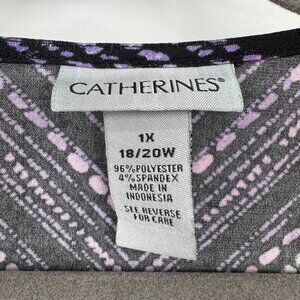 CATHERINES®
1X
18/20W
96% POLYESTER
4% SPANDEX
MADE IN
INDONESIA
SEE REVERSE
FOR CARE